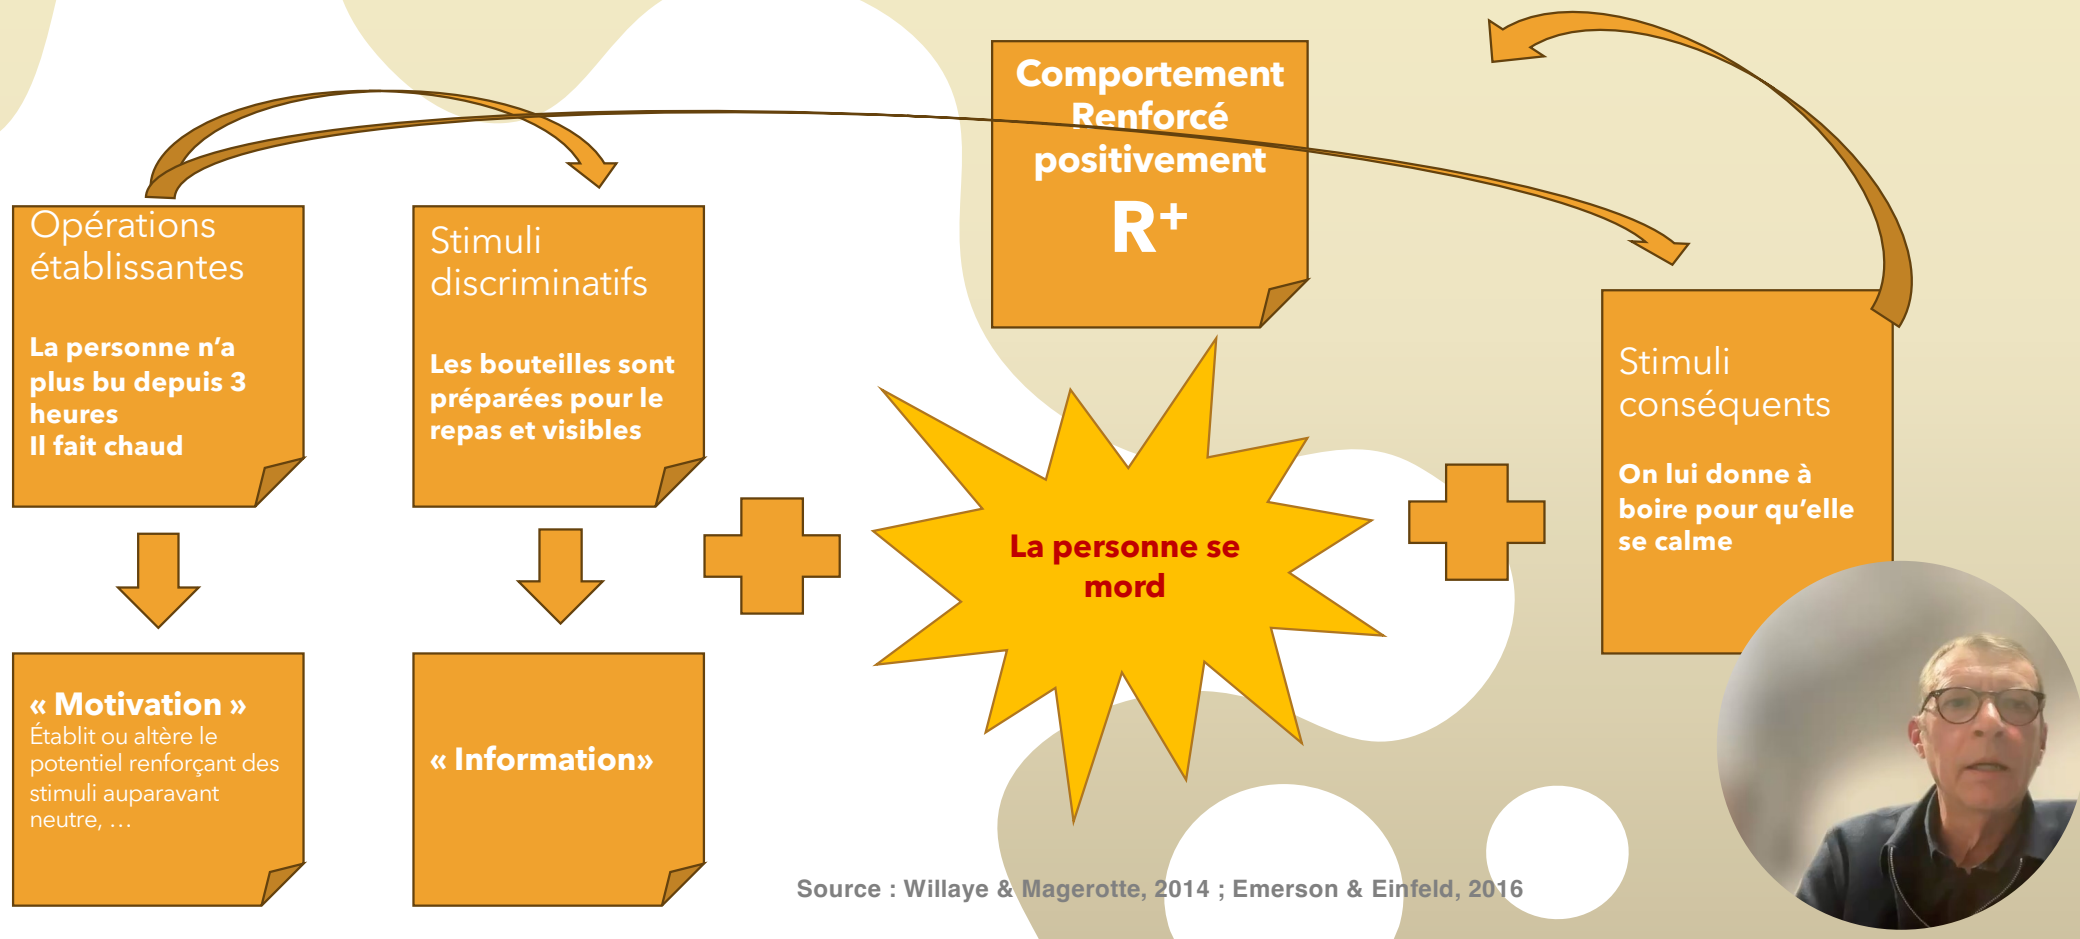 Comportement
Renforcé
positivement
R+
Opérations
établissantes
La personne n'a
plus bu depuis 3
heures
Il fait chaud
Stimuli
discriminatifs
Les bouteilles sont
préparées pour le
repas et visibles
La personne se
mord
Stimuli
conséquents
On lui donne à
boire pour qu'elle
se calme
« Motivation »
Établit ou altère le
potentiel renforçant des
stimuli auparavant
neutre, …
« Information»
Source : Willaye & Magerotte, 2014 ; Emerson & Einfeld, 2016